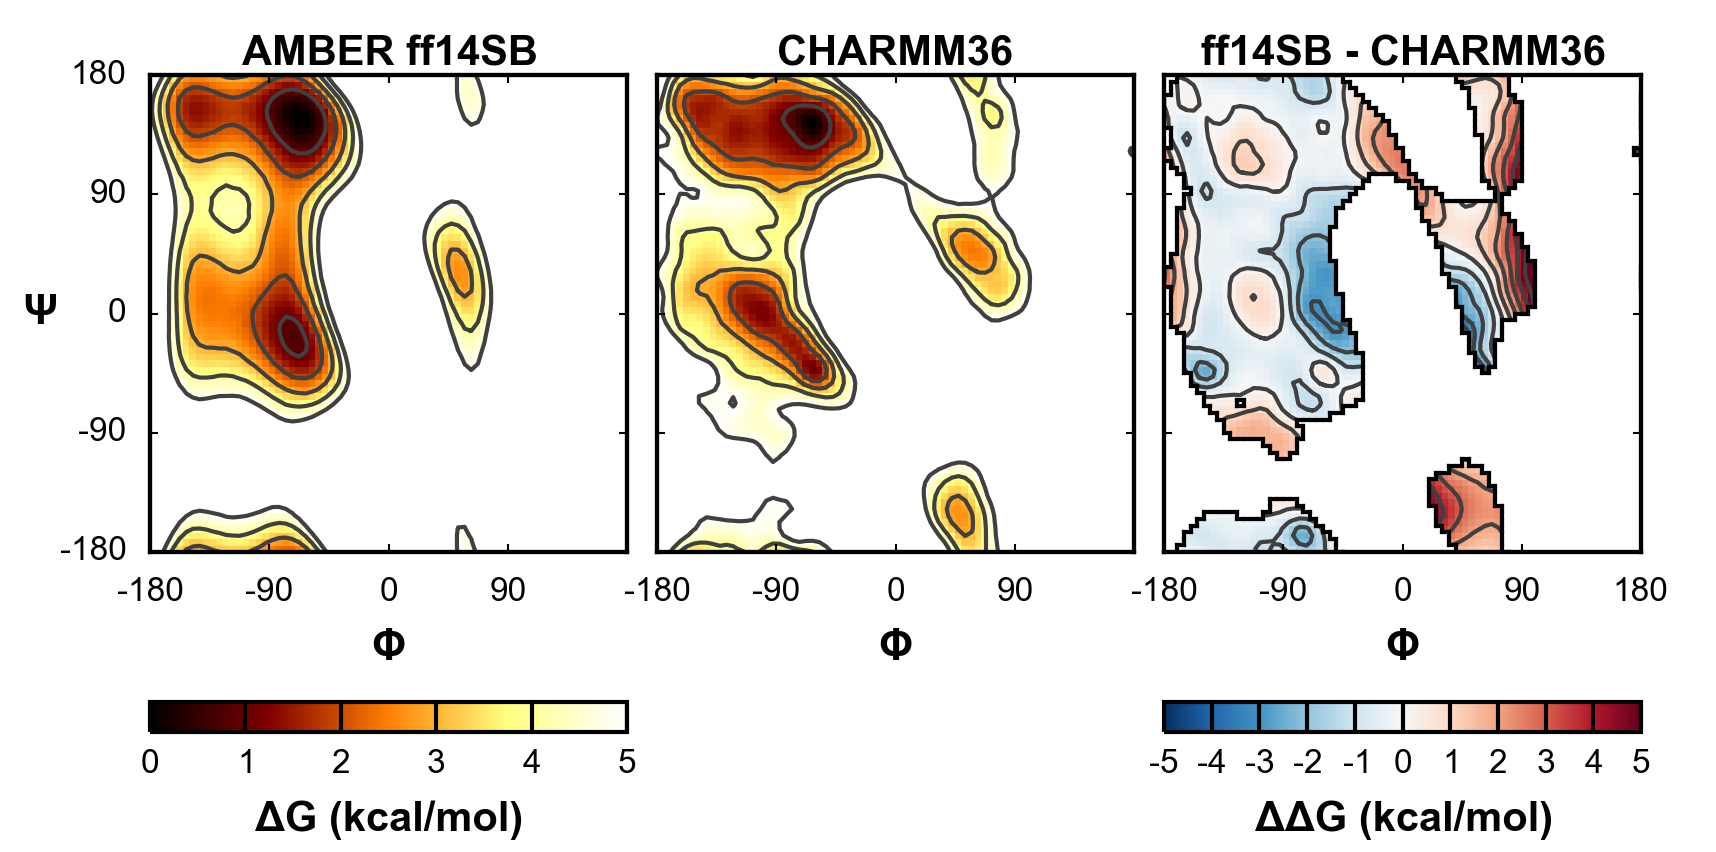 AMBER ff14SB CHARMM36 ff14SB - CHARMM36
180
90
Ψ 0
-90
-180
-180 -90 0 90 -180 -90 0 90 -180 -90 0 90 180
Φ Φ Φ
0 1 2 3 4 5 -5 -4 -3 -2 -1 0 1 2 3 4 5
ΔG (kcal/mol) ΔΔG (kcal/mol)